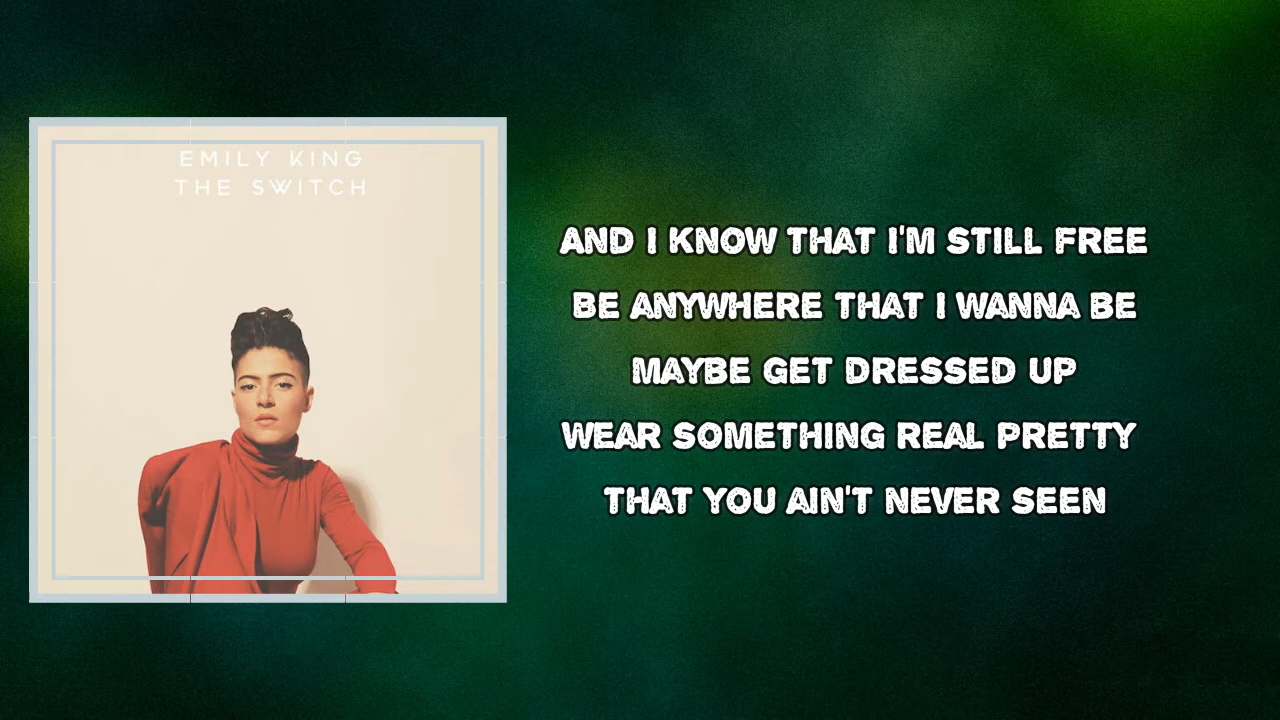 EMILY KING
THE SWITCH
AND I KNOW THAT I'M STILL FREE
BE ANYWHERE THAT I WANNA BE
MAYBE GET DRESSED UP
WEAR SOMETHING REAL PRETTY
THAT YOU AIN'T NEVER SEEN